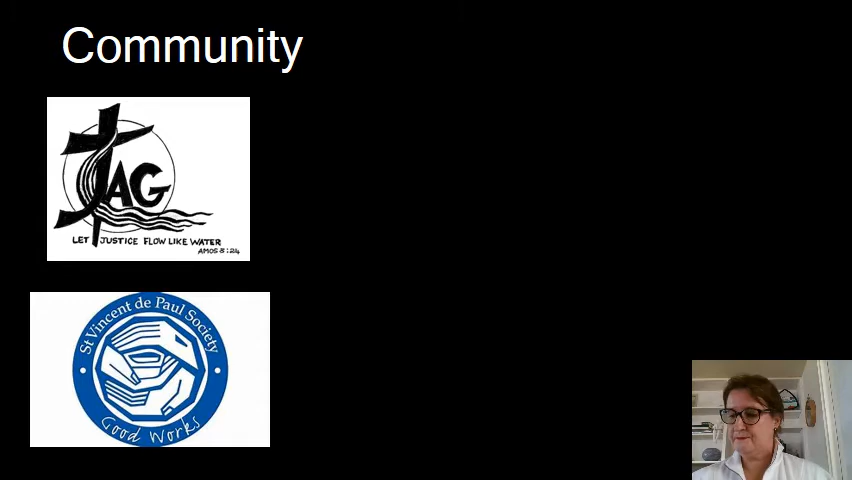 Community
JAG
LET JUSTICE FLOW LIKE WATER
AMOS 5:24
St Vincent de Paul Society
Good Works